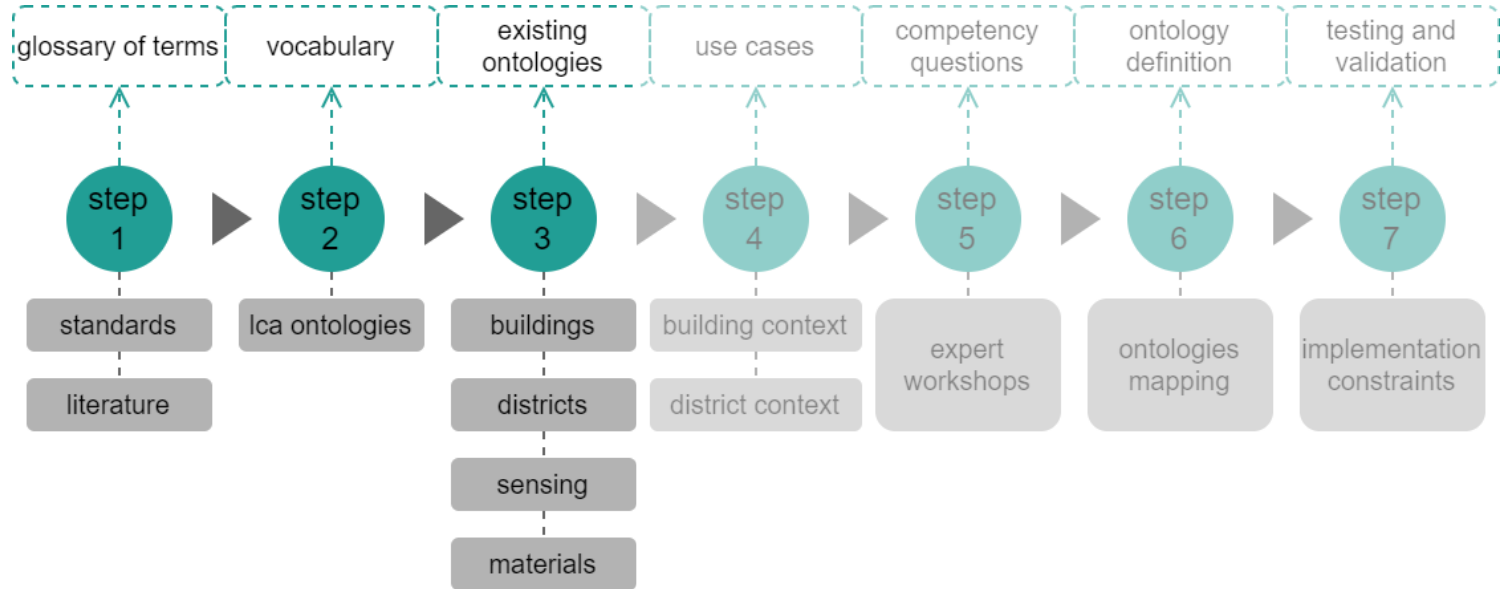 glossary of terms
vocabulary
existing
ontologies
use cases
competency
questions
ontology
definition
testing and
validation
step
1
step
2
step
3
step
4
step
5
step
6
step
7
standards
literature
lca ontologies
buildings
districts
sensing
materials
building context
district context
expert
workshops
ontologies
mapping
implementation
constraints